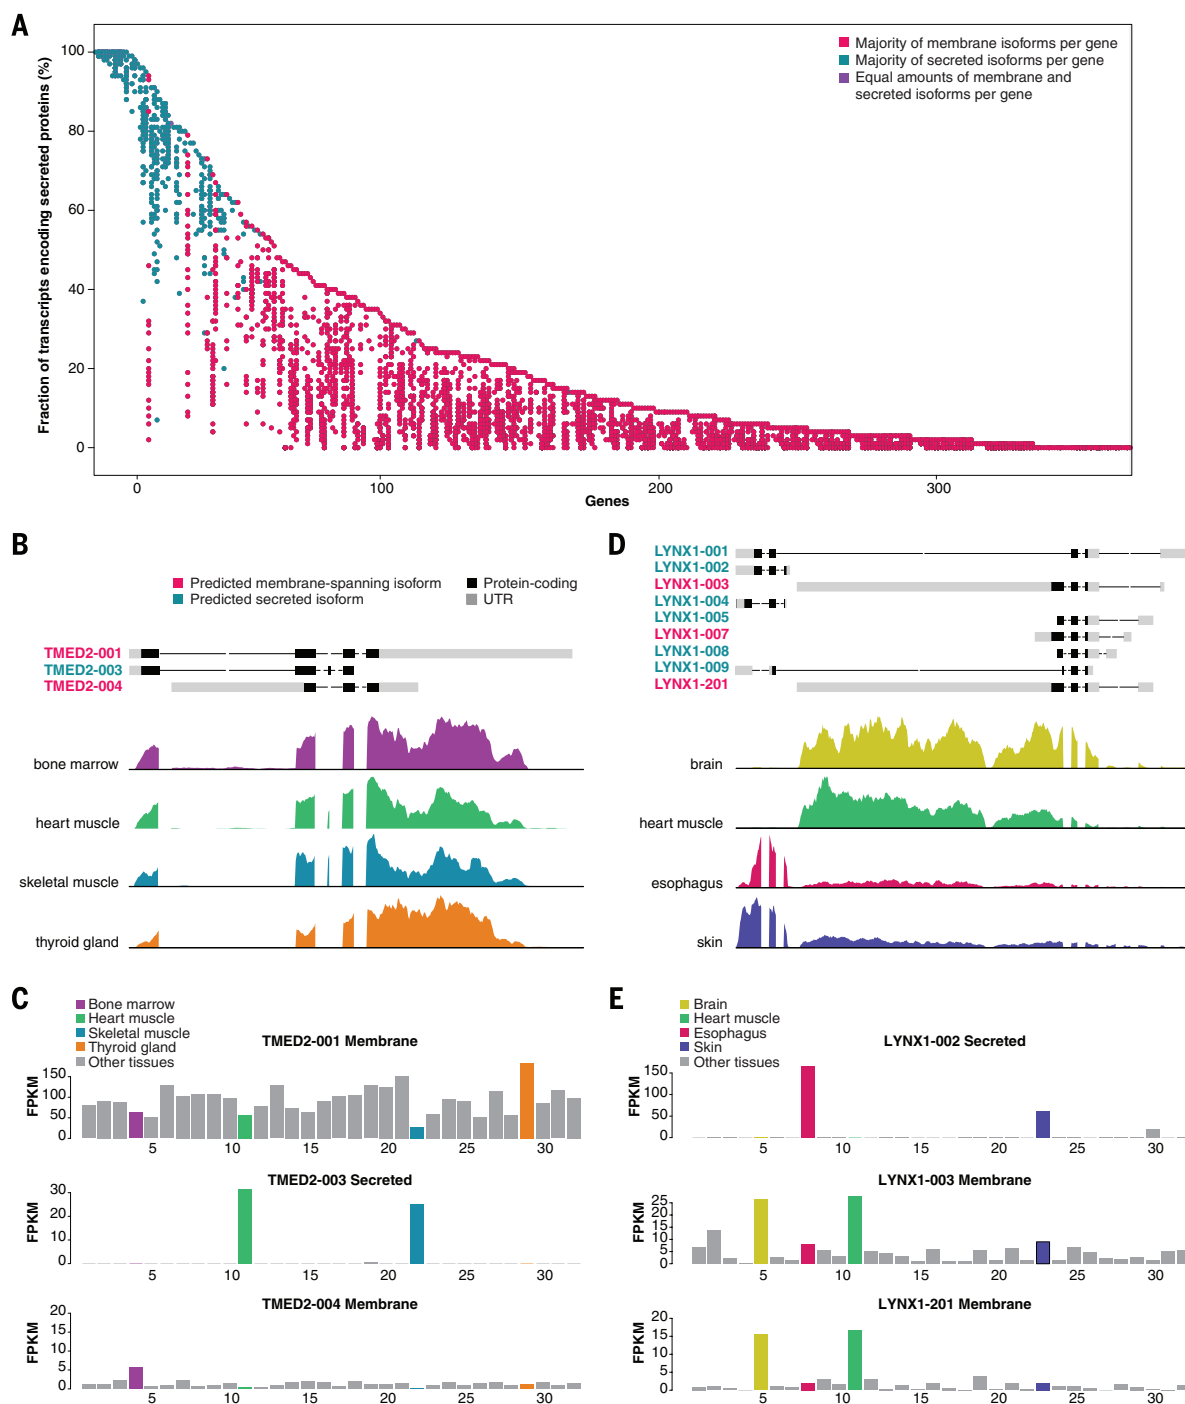 A
Fraction of transcripts encoding secreted proteins (%)
100
80
60
40
20
0
Majority of membrane isoforms per gene
Majority of secreted isoforms per gene
Equal amounts of membrane and
secreted isoforms per gene
0
100
200
300
Genes
B
Predicted membrane-spanning isoform
Predicted secreted isoform
Protein-coding
UTR
TMED2-001
TMED2-003
TMED2-004
bone marrow
heart muscle
skeletal muscle
thyroid gland
D
LYNX1-001
LYNX1-002
LYNX1-003
LYNX1-004
LYNX1-005
LYNX1-007
LYNX1-008
LYNX1-009
LYNX1-201
brain
heart muscle
esophagus
skin
C
Bone marrow
Heart muscle
Skeletal muscle
Thyroid gland
Other tissues
TMED2-001 Membrane
FPKM
150
100
50
0
5 10 15 20 25 30
TMED2-003 Secreted
FPKM
30
20
10
0
5 10 15 20 25 30
TMED2-004 Membrane
FPKM
20
15
10
5
0
5 10 15 20 25 30
E
Brain
Heart muscle
Esophagus
Skin
Other tissues
LYNX1-002 Secreted
FPKM
150
100
50
0
5 10 15 20 25 30
LYNX1-003 Membrane
FPKM
25
20
15
10
5
0
5 10 15 20 25 30
LYNX1-201 Membrane
FPKM
20
15
10
5
0
5 10 15 20 25 30